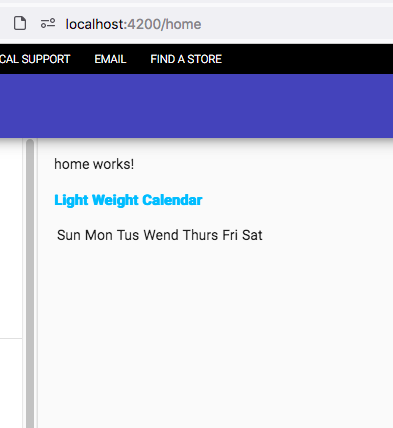 localhost:4200/home
CAL SUPPORT EMAIL FIND A STORE
home works!
Light Weight Calendar
Sun Mon Tus Wend Thurs Fri Sat